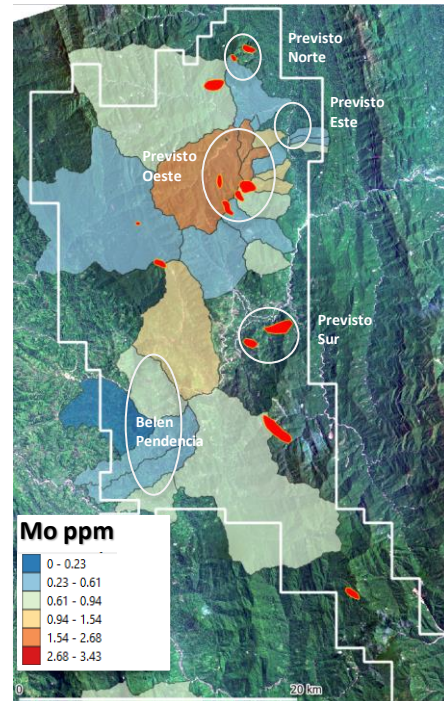 Previsto
Norte
Previsto
Este
Previsto
Oeste
Previsto
Sur
Belen
Pendencia
Mo ppm
0 - 0.23
0.23 - 0.61
0.61 - 0.94
0.94 - 1.54
1.54 - 2.68
2.68 - 3.43
0
20 km